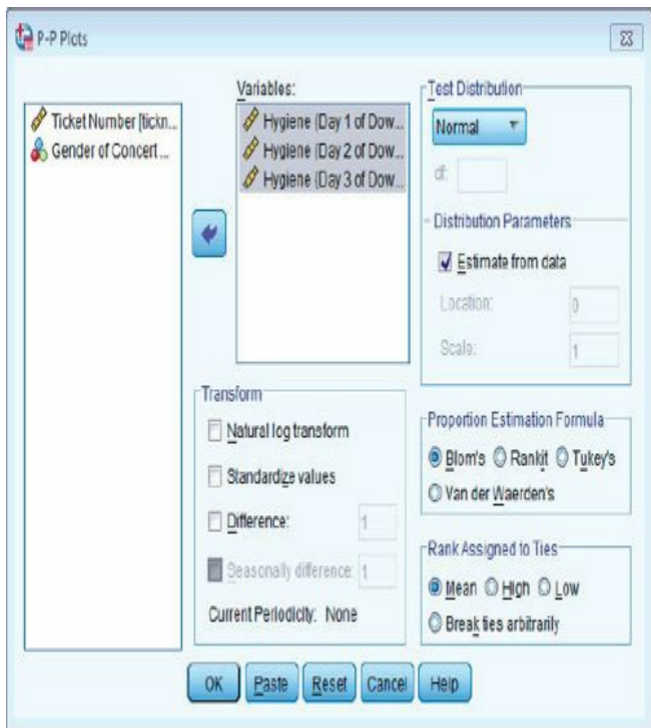 P-P Plots
Ticket Number [tickn...
Gender of Concert ...
Variables:
Hygiene (Day 1 of Dow...
Hygiene (Day 2 of Dow...
Hygiene (Day 3 of Dow...
Test Distribution
Normal
df:
Distribution Parameters
Estimate from data
Location: 0
Scale: 1
Transform
Natural log transform
Standardize values
Difference: 1
Seasonally difference: 1
Current Periodicity: None
Proportion Estimation Formula
Blom's Rankit Tukey's
Van der Waerden's
Rank Assigned to Ties
Mean High Low
Break ties arbitrarily
OK Paste Reset Cancel Help